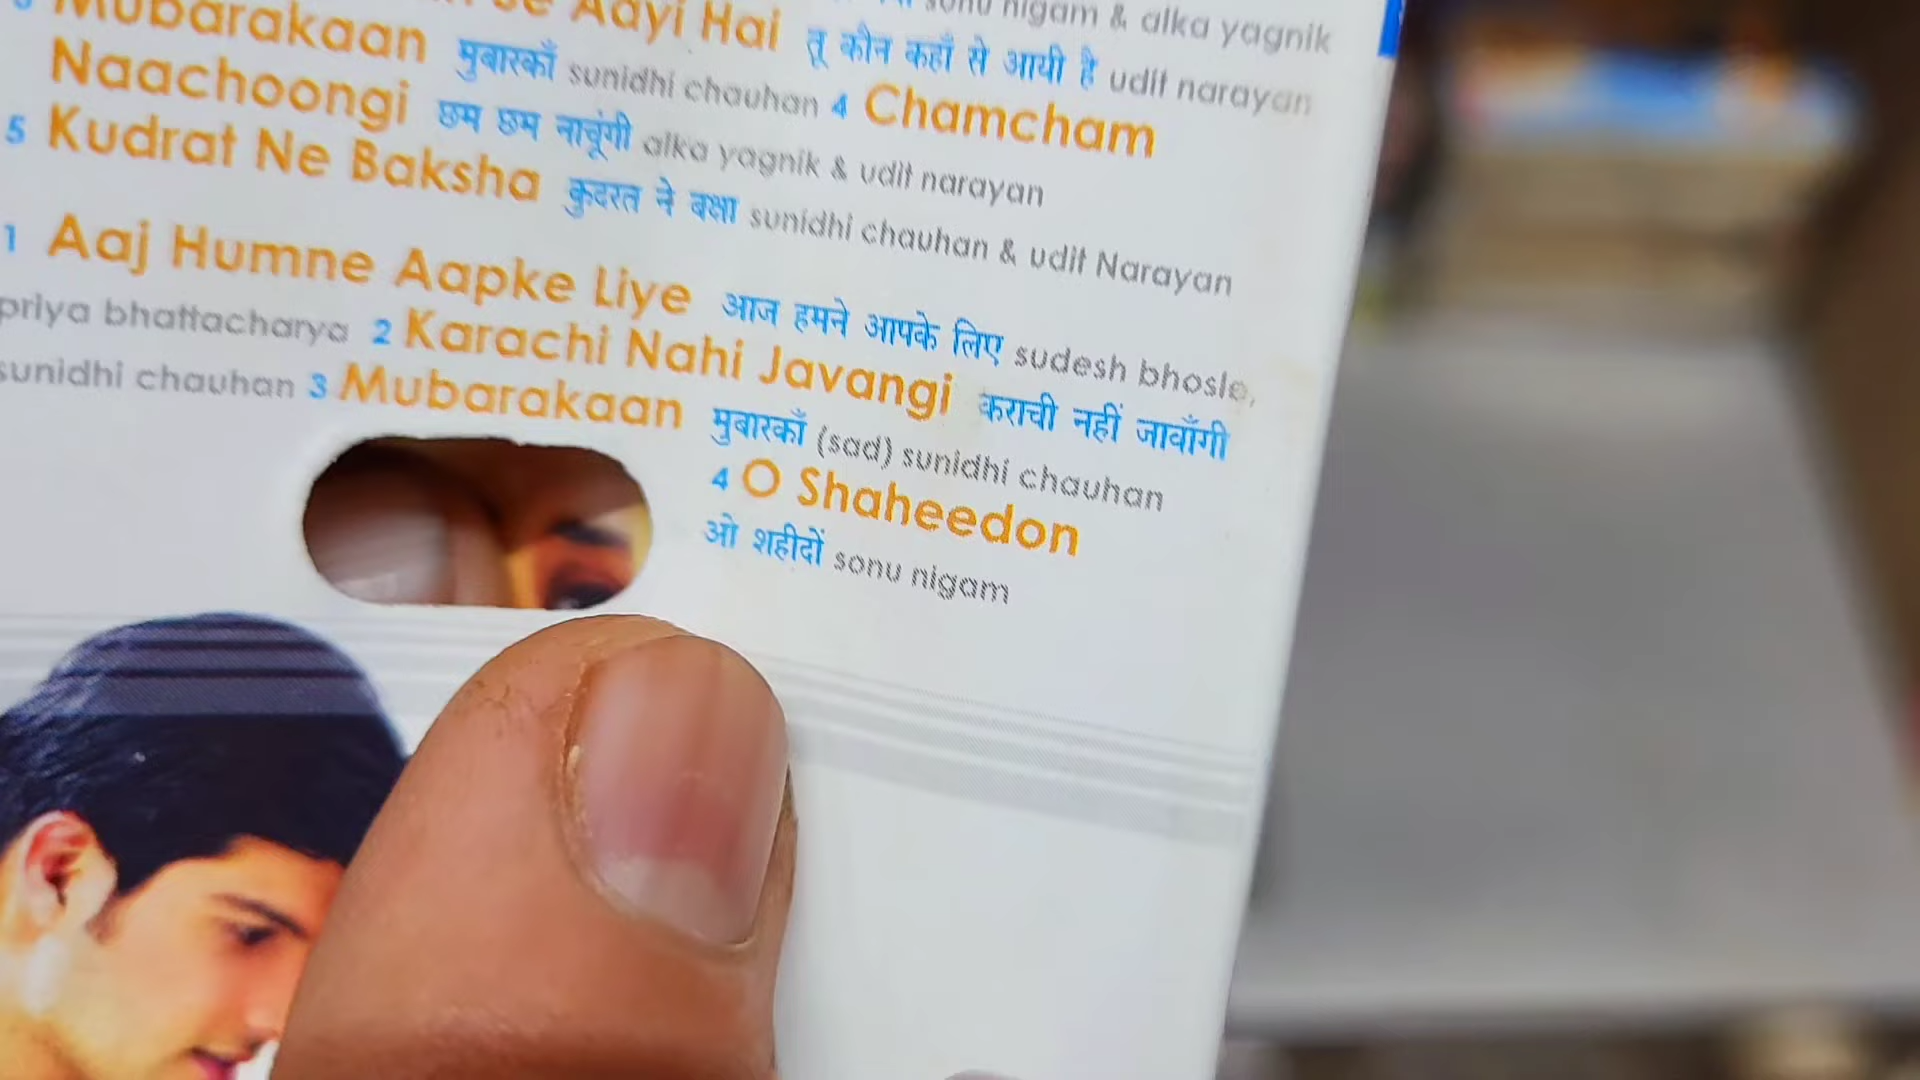 sonu nigam & alka yagnik
se Aayi Hai तू कौन कहाँ से आयी है udit narayan
Mubarakaan मुबारकाँ sunidhi chauhan 4 Chamcham
Naachoongi छम छम नाचूंगी alka yagnik & udit narayan
5 Kudrat Ne Baksha कुदरत ने बक्षा sunidhi chauhan & udit Narayan
1 Aaj Humne Aapke Liye आज हमने आपके लिए sudesh bhosle,
priya bhattacharya 2 Karachi Nahi Javangi कराची नहीं जावाँगी
sunidhi chauhan 3 Mubarakaan मुबारकाँ (sad) sunidhi chauhan
4 O Shaheedon
ओ शहीदों sonu nigam